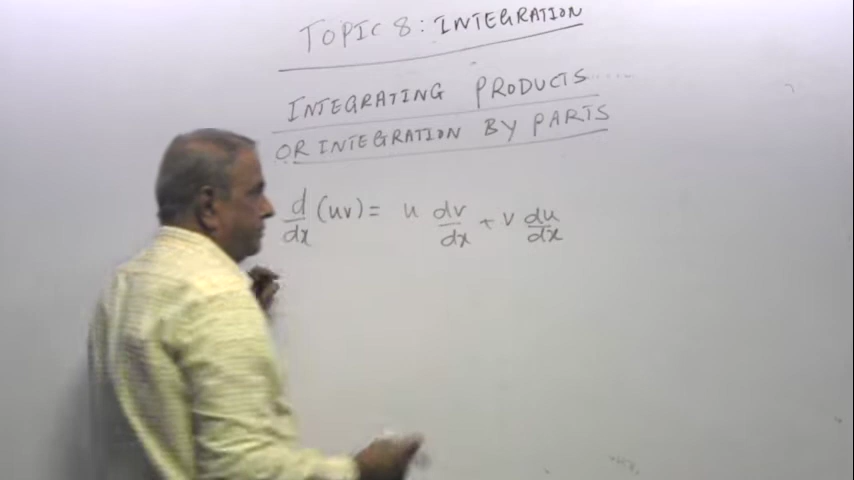 TOPIC 8: INTEGRATION
INTEGRATING PRODUCTS......
OR INTEGRATION BY PARTS
d/dx (uv) = u dv/dx + v du/dx